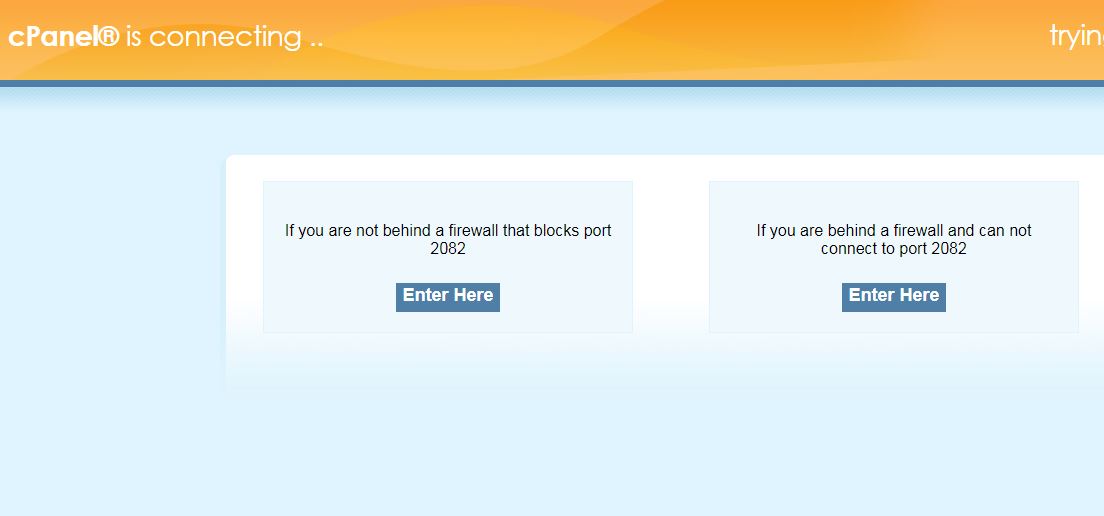 cPanel® is connecting ..
tryin
If you are not behind a firewall that blocks port
2082
Enter Here
If you are behind a firewall and can not
connect to port 2082
Enter Here